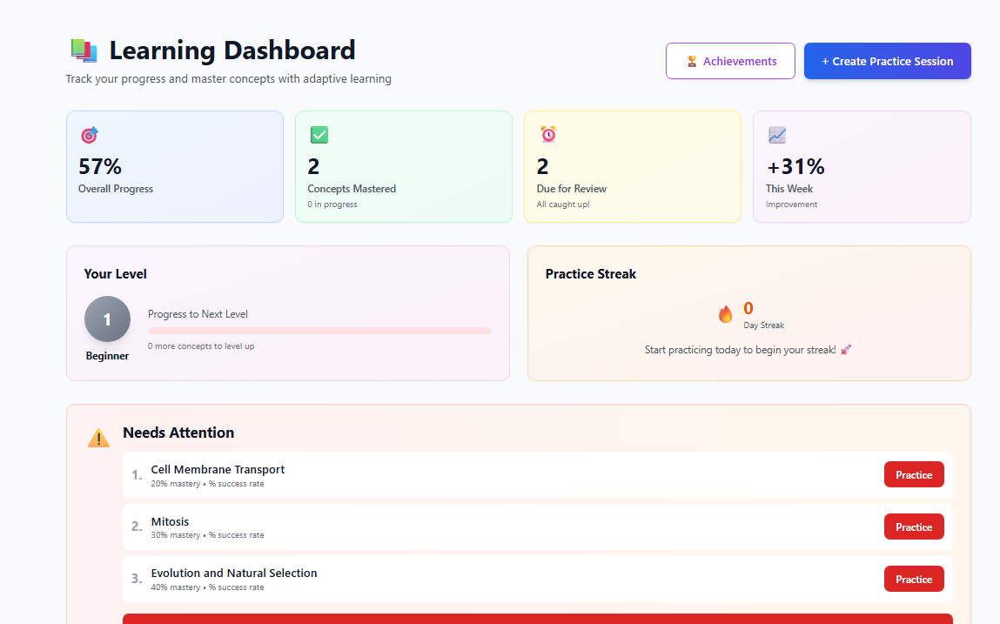 Learning Dashboard
Track your progress and master concepts with adaptive learning
Achievements
+ Create Practice Session
57%
Overall Progress
2
Concepts Mastered
0 in progress
2
Due for Review
All caught up!
+31%
This Week
Improvement
Your Level
1
Beginner
Progress to Next Level
0 more concepts to level up
Practice Streak
0
Day Streak
Start practicing today to begin your streak! 🚀
Needs Attention
1. Cell Membrane Transport
20% mastery • % success rate
Practice
2. Mitosis
30% mastery • % success rate
Practice
3. Evolution and Natural Selection
40% mastery • % success rate
Practice